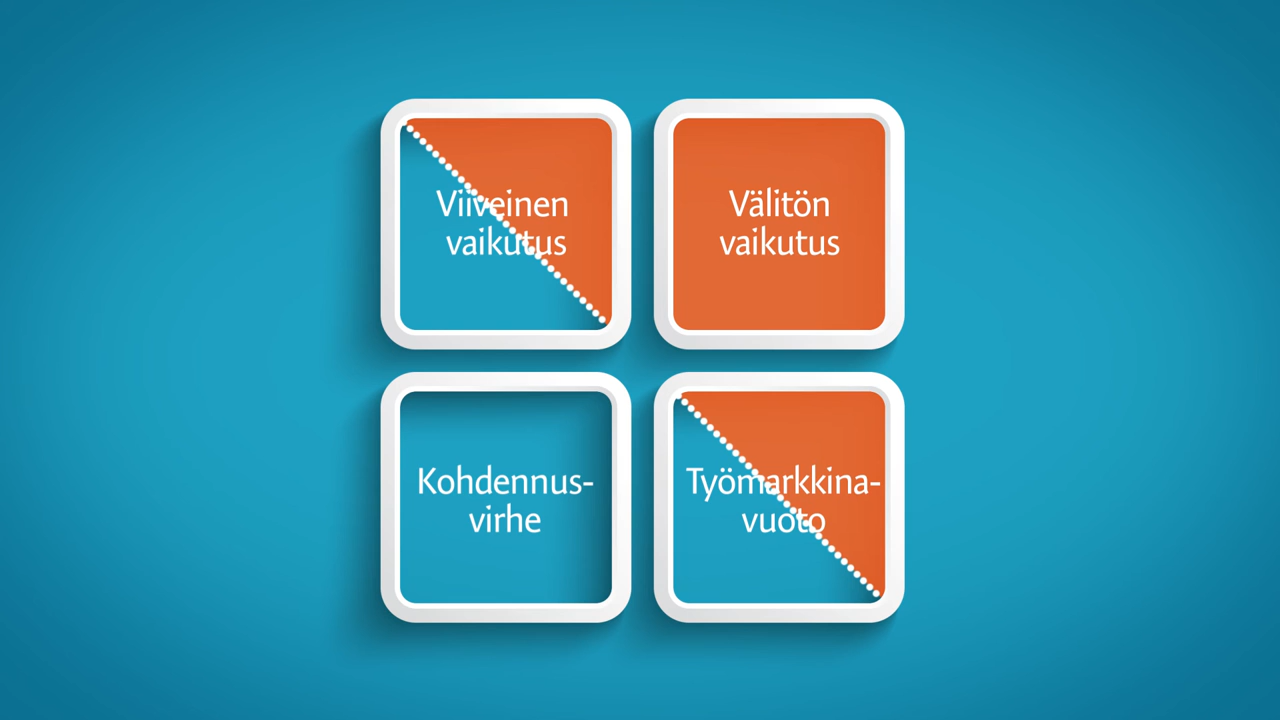 Viiveinen
vaikutus
Välitön
vaikutus
Kohdennus-
virhe
Työmarkkina-
vuoto